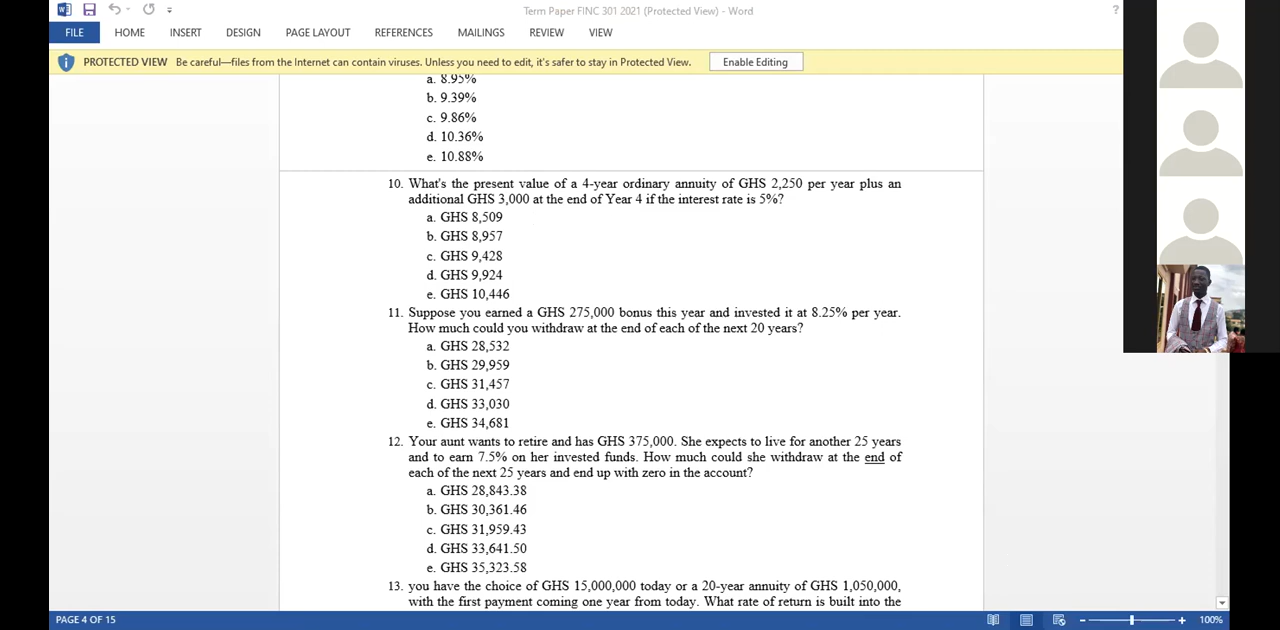 Term Paper FINC 301 2021 (Protected View) - Word
?
FILE HOME INSERT DESIGN PAGE LAYOUT REFERENCES MAILINGS REVIEW VIEW
PROTECTED VIEW Be careful—files from the Internet can contain viruses. Unless you need to edit, it's safer to stay in Protected View. Enable Editing
a. 8.95%
b. 9.39%
c. 9.86%
d. 10.36%
e. 10.88%
10. What's the present value of a 4-year ordinary annuity of GHS 2,250 per year plus an
additional GHS 3,000 at the end of Year 4 if the interest rate is 5%?
a. GHS 8,509
b. GHS 8,957
c. GHS 9,428
d. GHS 9,924
e. GHS 10,446
11. Suppose you earned a GHS 275,000 bonus this year and invested it at 8.25% per year.
How much could you withdraw at the end of each of the next 20 years?
a. GHS 28,532
b. GHS 29,959
c. GHS 31,457
d. GHS 33,030
e. GHS 34,681
12. Your aunt wants to retire and has GHS 375,000. She expects to live for another 25 years
and to earn 7.5% on her invested funds. How much could she withdraw at the end of
each of the next 25 years and end up with zero in the account?
a. GHS 28,843.38
b. GHS 30,361.46
c. GHS 31,959.43
d. GHS 33,641.50
e. GHS 35,323.58
13. you have the choice of GHS 15,000,000 today or a 20-year annuity of GHS 1,050,000,
with the first payment coming one year from today. What rate of return is built into the
PAGE 4 OF 15
100%